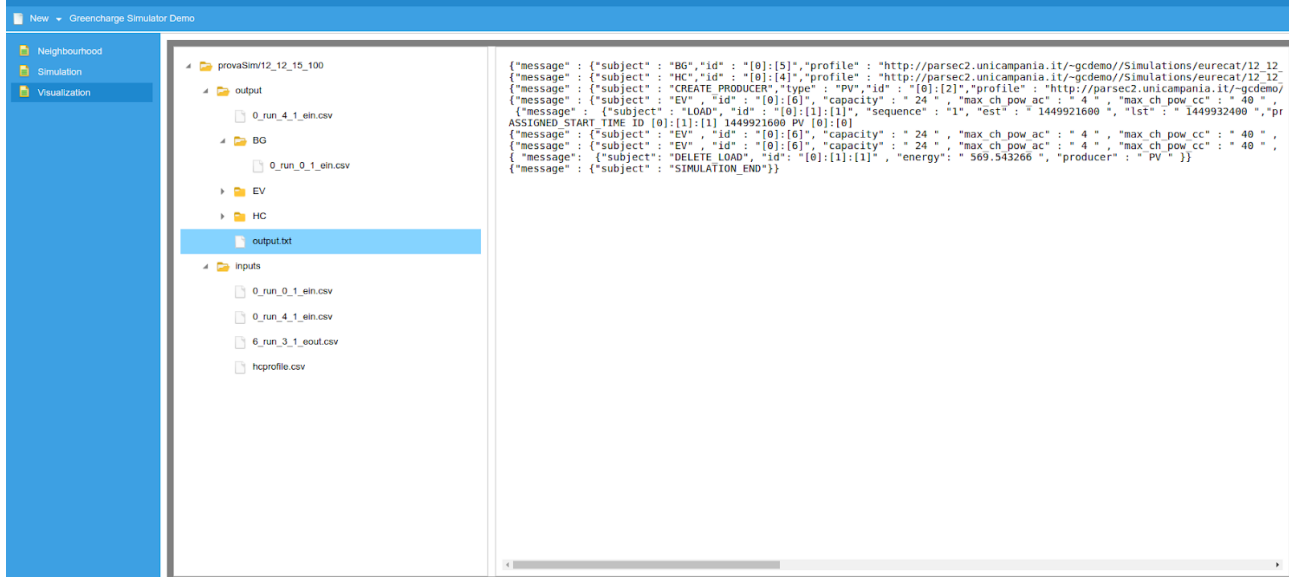 New Greencharge Simulator Demo
Neighbourhood
Simulation
Visualization
provaSim/12_12_15_100
output
0_run_4_1_ein.csv
BG
0_run_0_1_ein.csv
EV
HC
output.txt
inputs
0_run_0_1_ein.csv
0_run_4_1_ein.csv
6_run_3_1_eout.csv
hcprofile.csv
{"message" : {"subject" : "BG","id" : "[0]:[5]","profile" : "http://parsec2.unicampania.it/~gcdemo//Simulations/eurecat/12_12_
{"message" : {"subject" : "HC","id" : "[0]:[4]","profile" : "http://parsec2.unicampania.it/~gcdemo//Simulations/eurecat/12_12_
{"message" : {"subject" : "CREATE_PRODUCER","type" : "PV","id" : "[0]:[2]","profile" : "http://parsec2.unicampania.it/~gcdemo/
{"message" : {"subject" : "EV" , "id" : "[0]:[6]", "capacity" : " 24 " , "max_ch_pow_ac" : " 4 " , "max_ch_pow_cc" : " 40 " ,
{"message" : {"subject" : "LOAD", "id" : "[0]:[1]:[1]", "sequence" : "1", "est" : " 1449921600 ", "lst" : " 1449932400 ","pr
ASSIGNED_START_TIME ID [0]:[1]:[1] 1449921600 PV [0]:[0]
{"message" : {"subject" : "EV" , "id" : "[0]:[6]", "capacity" : " 24 " , "max_ch_pow_ac" : " 4 " , "max_ch_pow_cc" : " 40 " ,
{"message" : {"subject" : "EV" , "id" : "[0]:[6]", "capacity" : " 24 " , "max_ch_pow_ac" : " 4 " , "max_ch_pow_cc" : " 40 " ,
{ "message": {"subject": "DELETE_LOAD", "id": "[0]:[1]:[1]" , "energy": " 569.543266 ", "producer" : " PV " }}
{"message" : {"subject" : "SIMULATION_END"}}